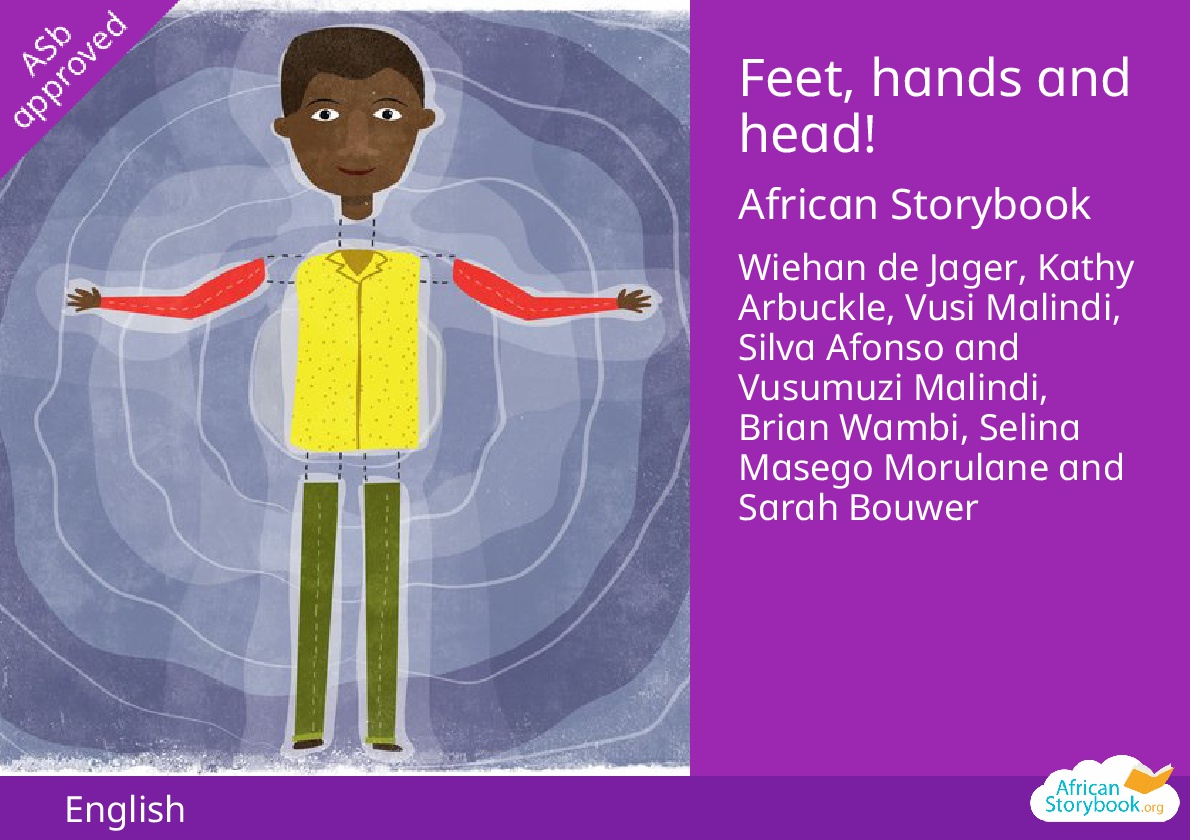 ASb
approved
Feet, hands and
head!
African Storybook
Wiehan de Jager, Kathy
Arbuckle, Vusi Malindi,
Silva Afonso and
Vusumuzi Malindi,
Brian Wambi, Selina
Masego Morulane and
Sarah Bouwer
English
African
Storybook.org